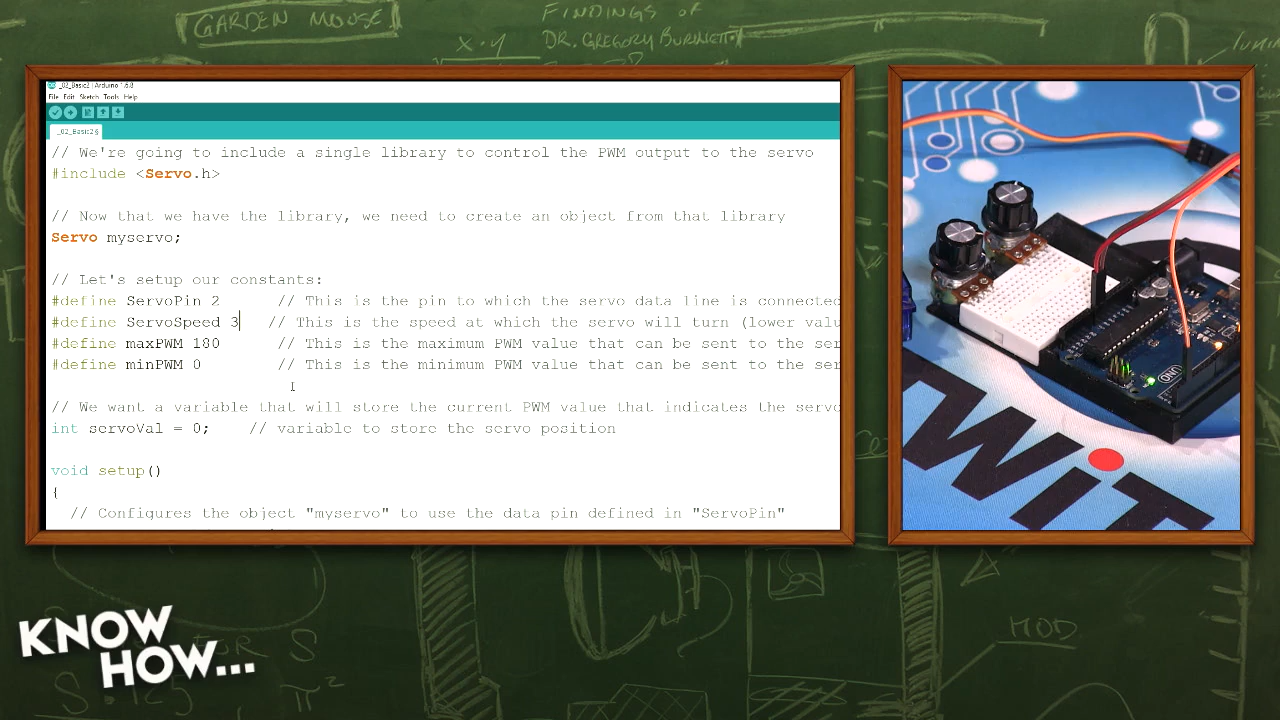 GARDEN MOUSE
FINDINGS OF
DR. GREGORY BURNETT
X·Y
_02_Basic2 | Arduino 1.6.8
File Edit Sketch Tools Help
_02_Basic2 §
// We're going to include a single library to control the PWM output to the servo
#include <Servo.h>
// Now that we have the library, we need to create an object from that library
Servo myservo;
// Let's setup our constants:
#define ServoPin 2 // This is the pin to which the servo data line is connected
#define ServoSpeed 3 // This is the speed at which the servo will turn (lower valu
#define maxPWM 180 // This is the maximum PWM value that can be sent to the ser
#define minPWM 0 // This is the minimum PWM value that can be sent to the ser
// We want a variable that will store the current PWM value that indicates the servo
int servoVal = 0; // variable to store the servo position
void setup()
{
// Configures the object "myservo" to use the data pin defined in "ServoPin"
UNO
TWiT
KNOW
HOW...
MOD
π²